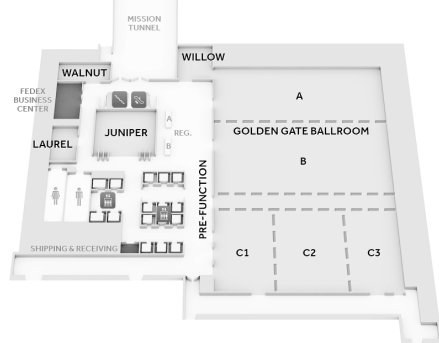 MISSION
TUNNEL
WILLOW
WALNUT
FEDEX
BUSINESS
CENTER
A
A
JUNIPER
REG.
GOLDEN GATE BALLROOM
LAUREL
B
B
PRE-FUNCTION
SHIPPING & RECEIVING
C1
C2
C3